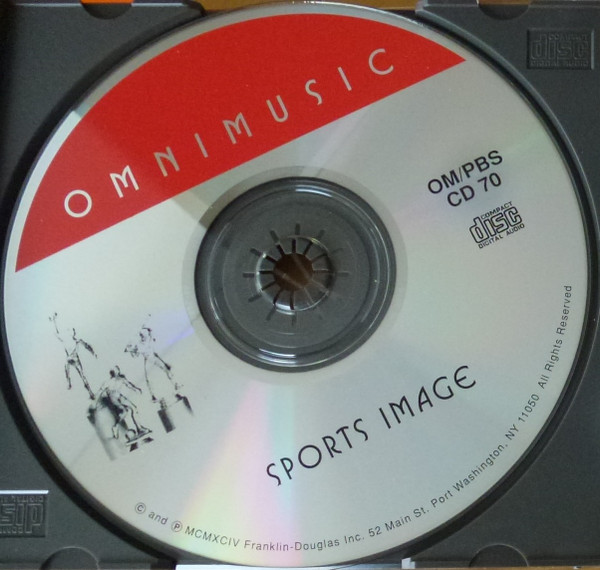 OMNIMUSIC
OM/PBS
CD 70
COMPACT
disc
DIGITAL AUDIO
SPORTS IMAGE
© and ℗ MCMXCIV Franklin-Douglas Inc. 52 Main St. Port Washington, NY 11050 All Rights Reserved
disc